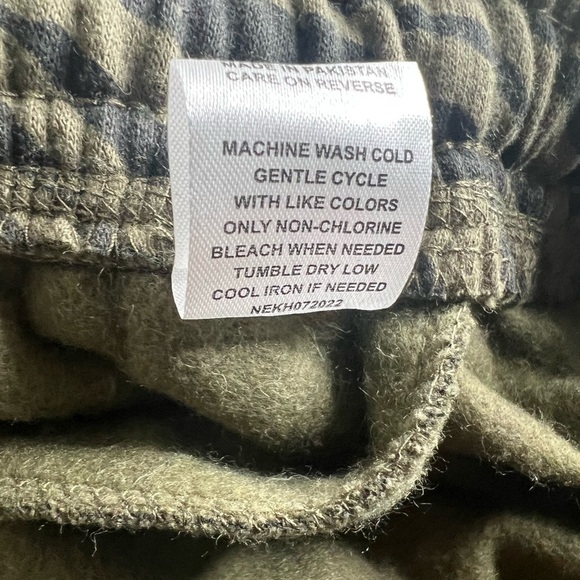 MADE IN PAKISTAN
CARE ON REVERSE
MACHINE WASH COLD
GENTLE CYCLE
WITH LIKE COLORS
ONLY NON-CHLORINE
BLEACH WHEN NEEDED
TUMBLE DRY LOW
COOL IRON IF NEEDED
NEKH072022